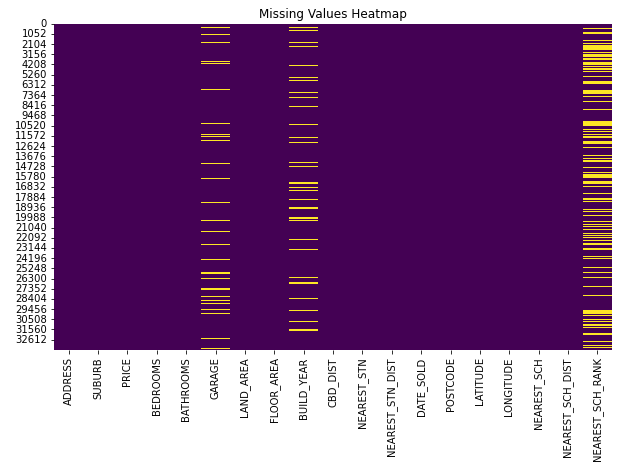 Missing Values Heatmap
0
1052
2104
3156
4208
5260
6312
7364
8416
9468
10520
11572
12624
13676
14728
15780
16832
17884
18936
19988
21040
22092
23144
24196
25248
26300
27352
28404
29456
30508
31560
32612
ADDRESS
SUBURB
PRICE
BEDROOMS
BATHROOMS
GARAGE
LAND_AREA
FLOOR_AREA
BUILD_YEAR
CBD_DIST
NEAREST_STN
NEAREST_STN_DIST
DATE_SOLD
POSTCODE
LATITUDE
LONGITUDE
NEAREST_SCH
NEAREST_SCH_DIST
NEAREST_SCH_RANK